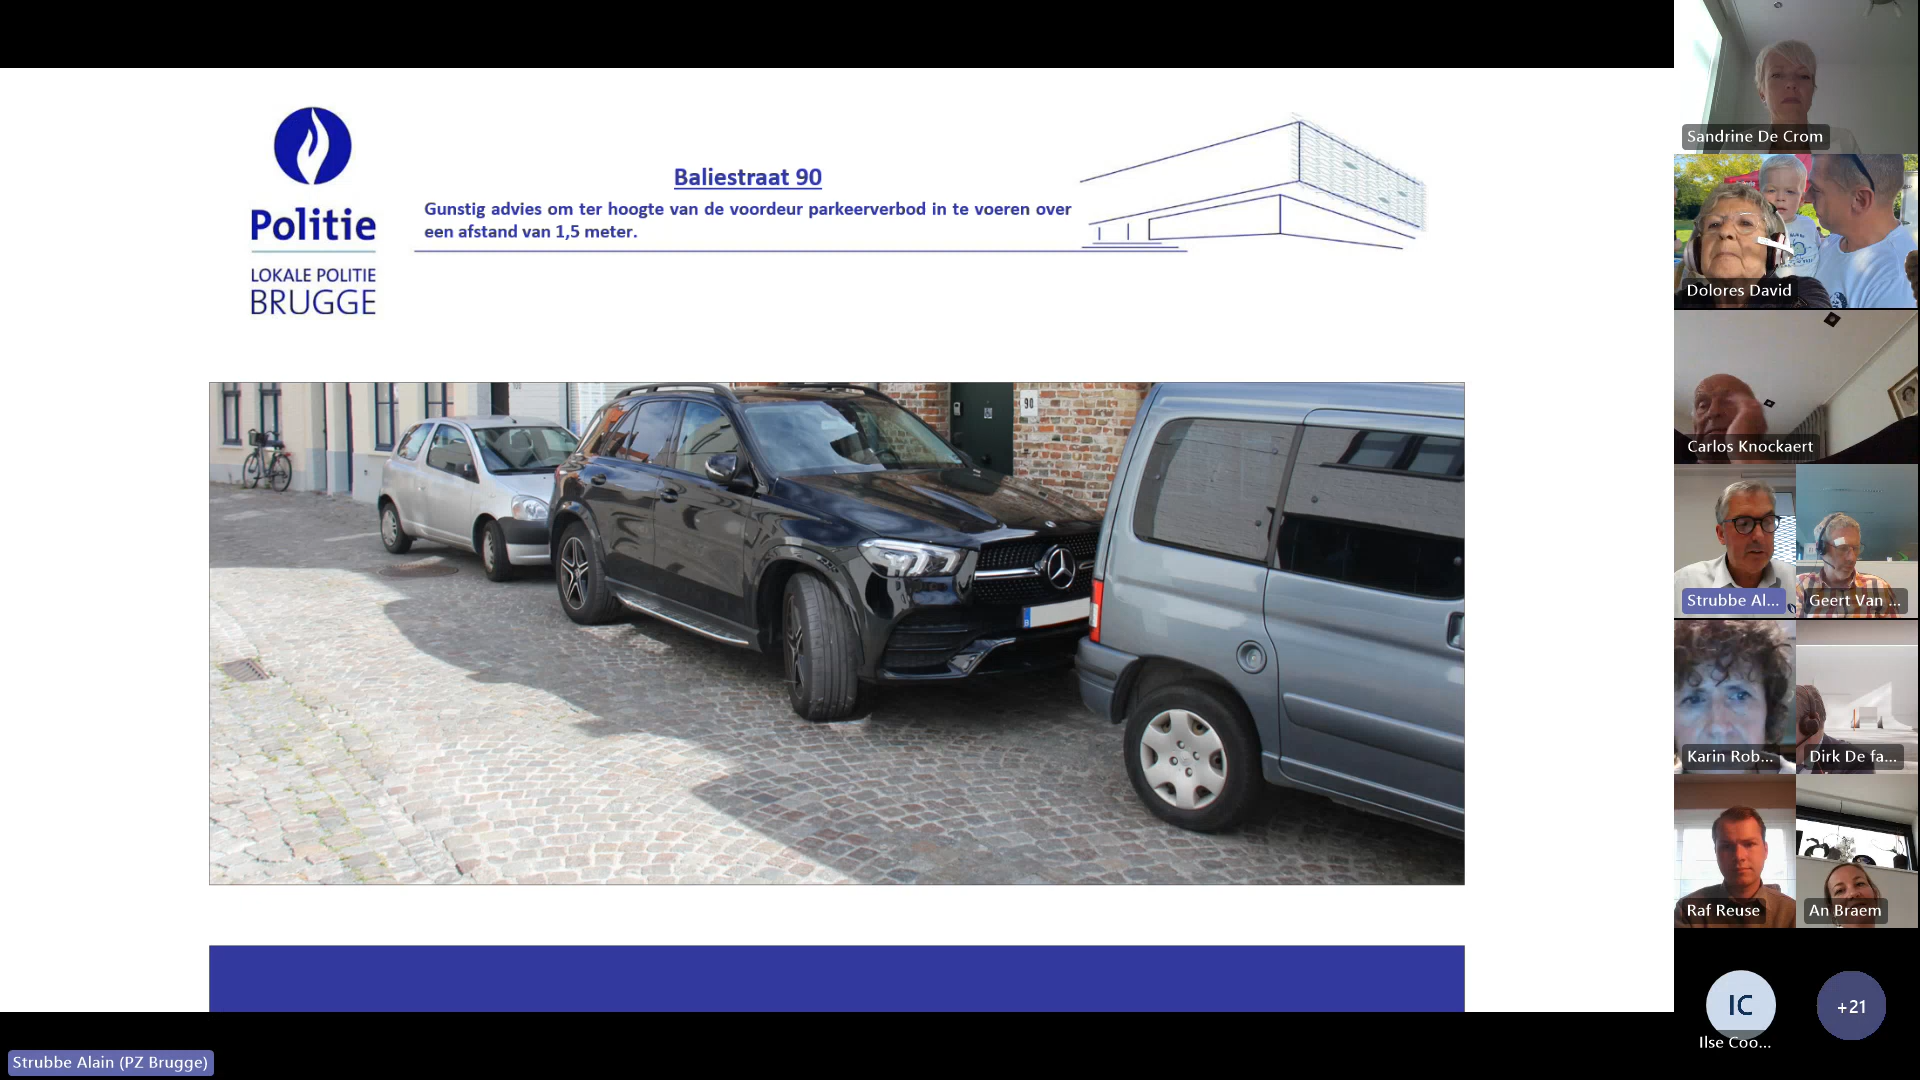 Politie
LOKALE POLITIE
BRUGGE
Baliestraat 90
Gunstig advies om ter hoogte van de voordeur parkeerverbod in te voeren over
een afstand van 1,5 meter.
90
Sandrine De Crom
Dolores David
Carlos Knockaert
Strubbe Al...
Geert Van ...
Karin Rob...
Dirk De fa...
Raf Reuse
An Braem
IC
+21
Ilse Coo...
Strubbe Alain (PZ Brugge)